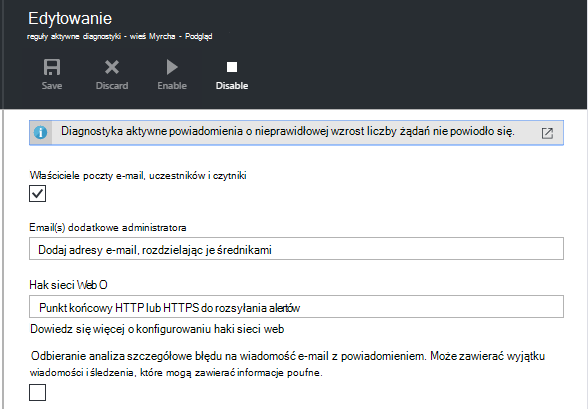 Edytowanie
reguły aktywne diagnostyki - wieś Myrcha - Podgląd
Save Discard Enable Disable
Diagnostyka aktywne powiadomienia o nieprawidłowej wzrost liczby żądań nie powiodło się.
Właściciele poczty e-mail, uczestników i czytniki
Email(s) dodatkowe administratora
Dodaj adresy e-mail, rozdzielając je średnikami
Hak sieci Web O
Punkt końcowy HTTP lub HTTPS do rozsyłania alertów
Dowiedz się więcej o konfigurowaniu haki sieci web
Odbieranie analiza szczegółowe błędu na wiadomość e-mail z powiadomieniem. Może zawierać wyjątku
wiadomości i śledzenia, które mogą zawierać informacje poufne.